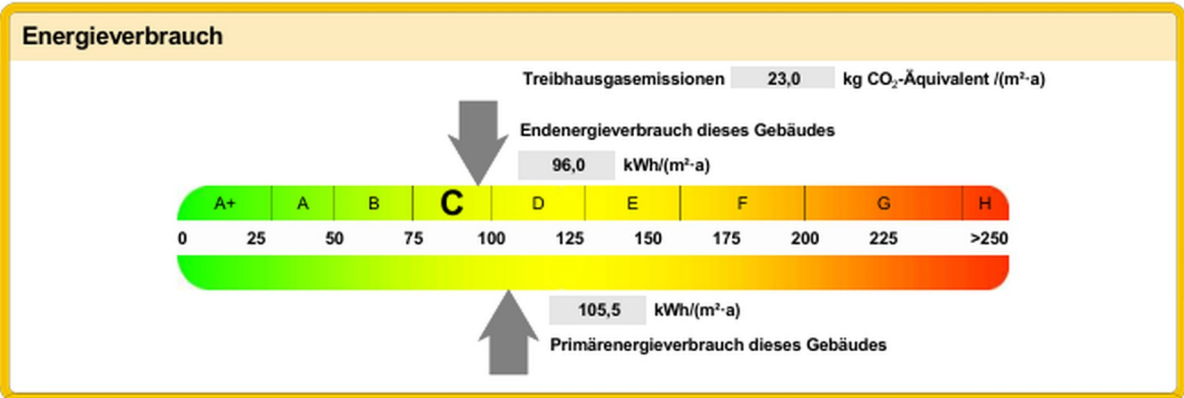 Energieverbrauch
Treibhausgasemissionen 23,0 kg CO₂-Äquivalent /(m²·a)
Endenergieverbrauch dieses Gebäudes
96,0 kWh/(m²·a)
A+ A B C D E F G H
0 25 50 75 100 125 150 175 200 225 >250
105,5 kWh/(m²·a)
Primärenergieverbrauch dieses Gebäudes